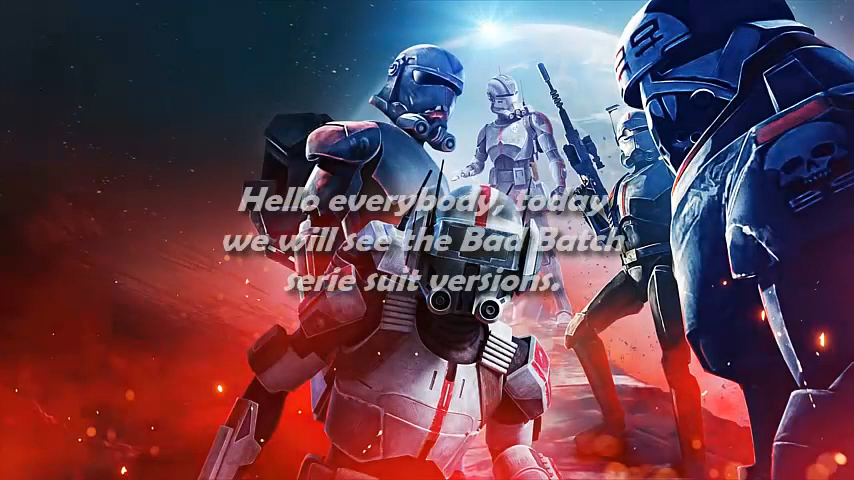 Hello everybody, today
we will see the Bad Batch
serie suit versions.